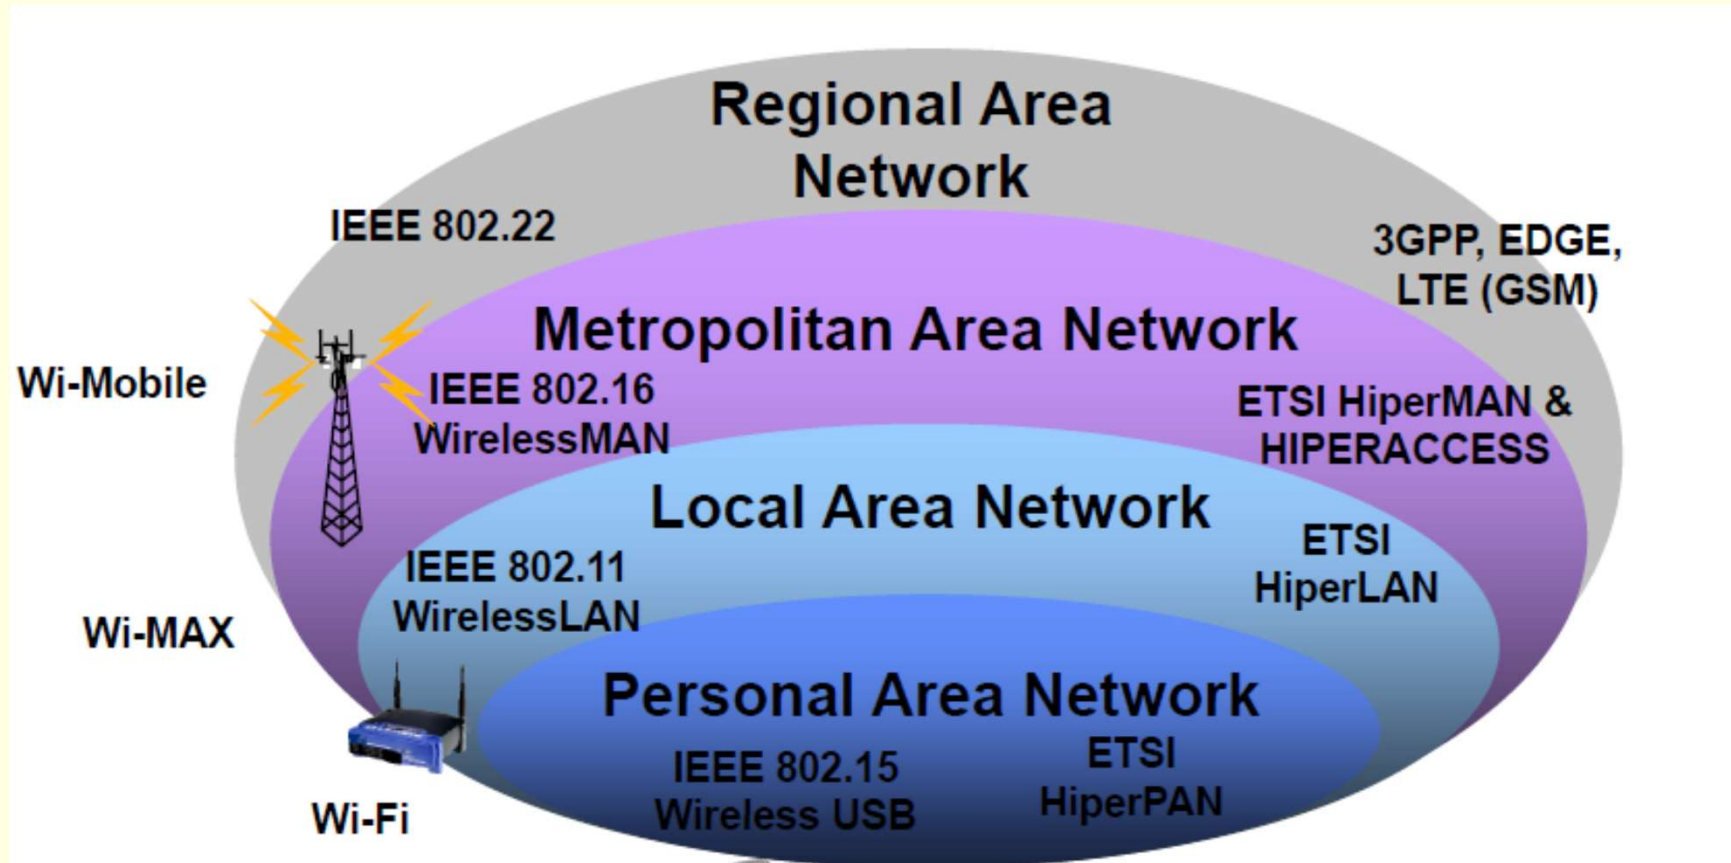 Regional Area
Network
IEEE 802.22
3GPP, EDGE,
LTE (GSM)
Metropolitan Area Network
Wi-Mobile
IEEE 802.16
WirelessMAN
ETSI HiperMAN &
HIPERACCESS
Local Area Network
IEEE 802.11
WirelessLAN
ETSI
HiperLAN
Wi-MAX
Personal Area Network
IEEE 802.15
Wireless USB
ETSI
HiperPAN
Wi-Fi